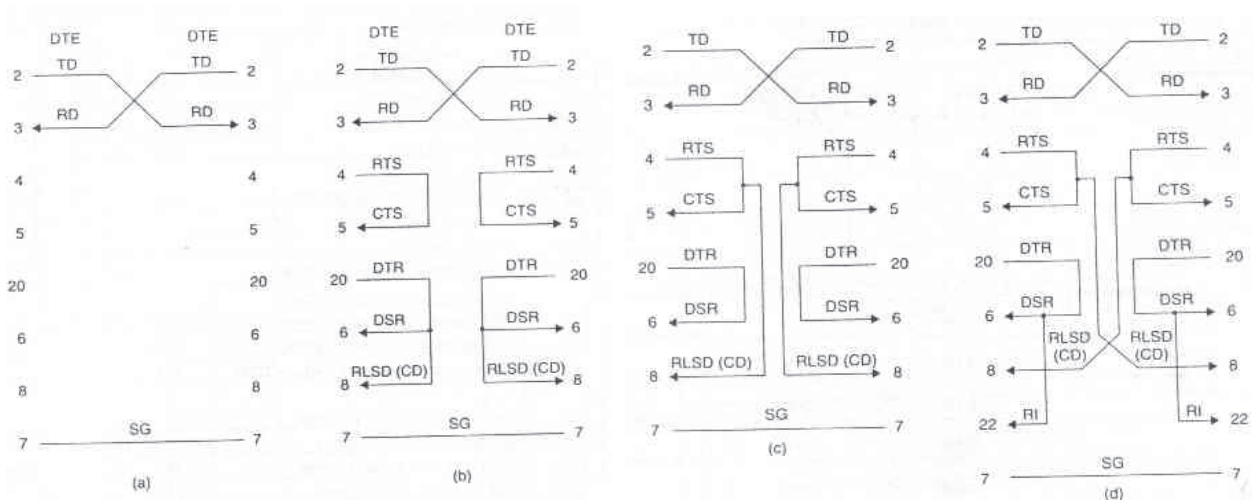 DTE DTE
TD TD
2 2
RD RD
3 3
4 4
5 5
20 20
6 6
8 8
SG
7 7
(a)
DTE DTE
TD TD
2 2
RD RD
3 3
RTS RTS
4 4
CTS CTS
5 5
DTR DTR
20 20
DSR DSR
6 6
RLSD (CD) RLSD (CD)
8 8
SG
7 7
(b)
TD TD
2 2
RD RD
3 3
RTS RTS
4 4
CTS CTS
5 5
DTR DTR
20 20
DSR DSR
6 6
RLSD (CD) RLSD (CD)
8 8
SG
7 7
(c)
TD TD
2 2
RD RD
3 3
RTS RTS
4 4
CTS CTS
5 5
DTR DTR
20 20
DSR DSR
6 6
RLSD RLSD
(CD) (CD)
8 8
RI RI
22 22
SG
7 7
(d)